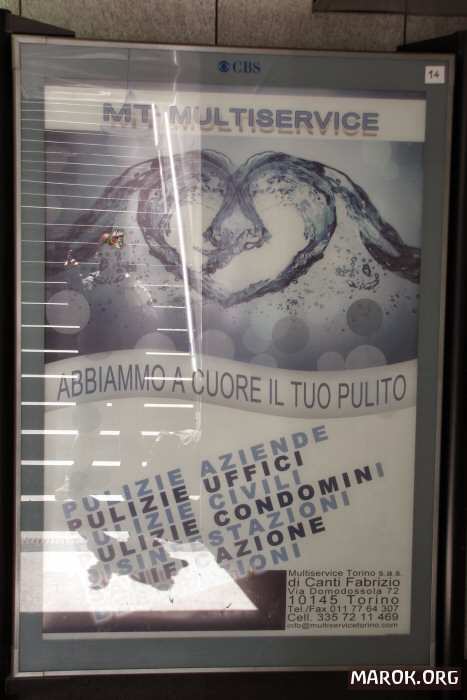 CBS
14
MT MULTISERVICE
ABBIAMMO A CUORE IL TUO PULITO
PULIZIE AZIENDE
PULIZIE UFFICI
PULIZIE CIVILI
PULIZIE CONDOMINI
DISINFESTAZIONI
Multiservice Torino s.a.s.
di Canti Fabrizio
Via Domodossola 72
10145 Torino
Tel./Fax 011 77 64 307
Cell. 335 72 11 469
info@multiservicetorino.com
MAROK.ORG